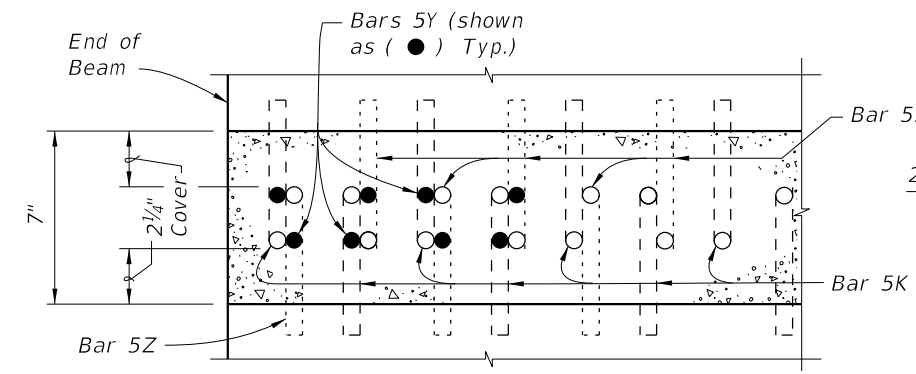 Bars 5Y (shown
as ( ● ) Typ.)
End of
Beam
Bar 5
7"
2¼"
Cover
2
Bar 5K
Bar 5Z